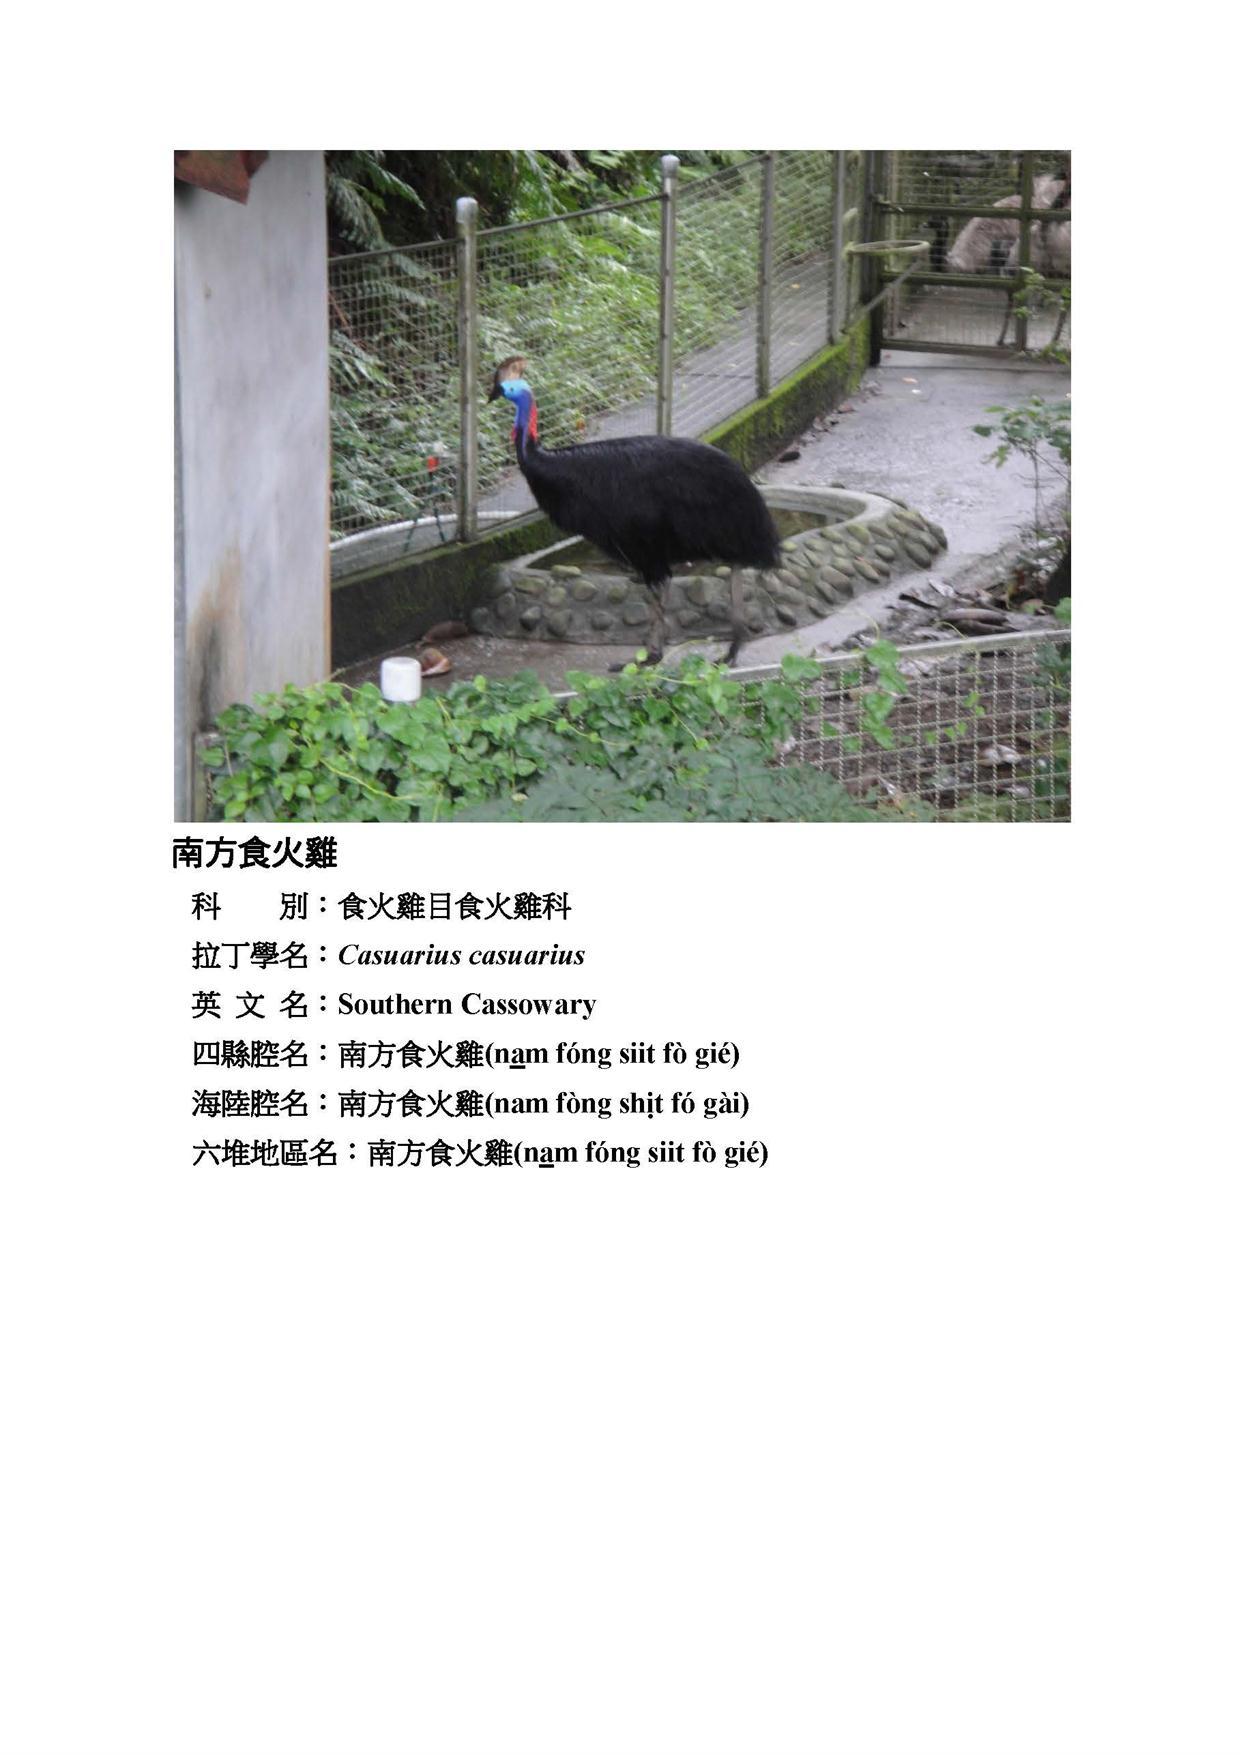 南方食火雞
科　　別：食火雞目食火雞科
拉丁學名：Casuarius casuarius
英 文 名：Southern Cassowary
四縣腔名：南方食火雞(na̲m fóng siit fò gié)
海陸腔名：南方食火雞(nam fòng shịt fó gài)
六堆地區名：南方食火雞(na̲m fóng siit fò gié)